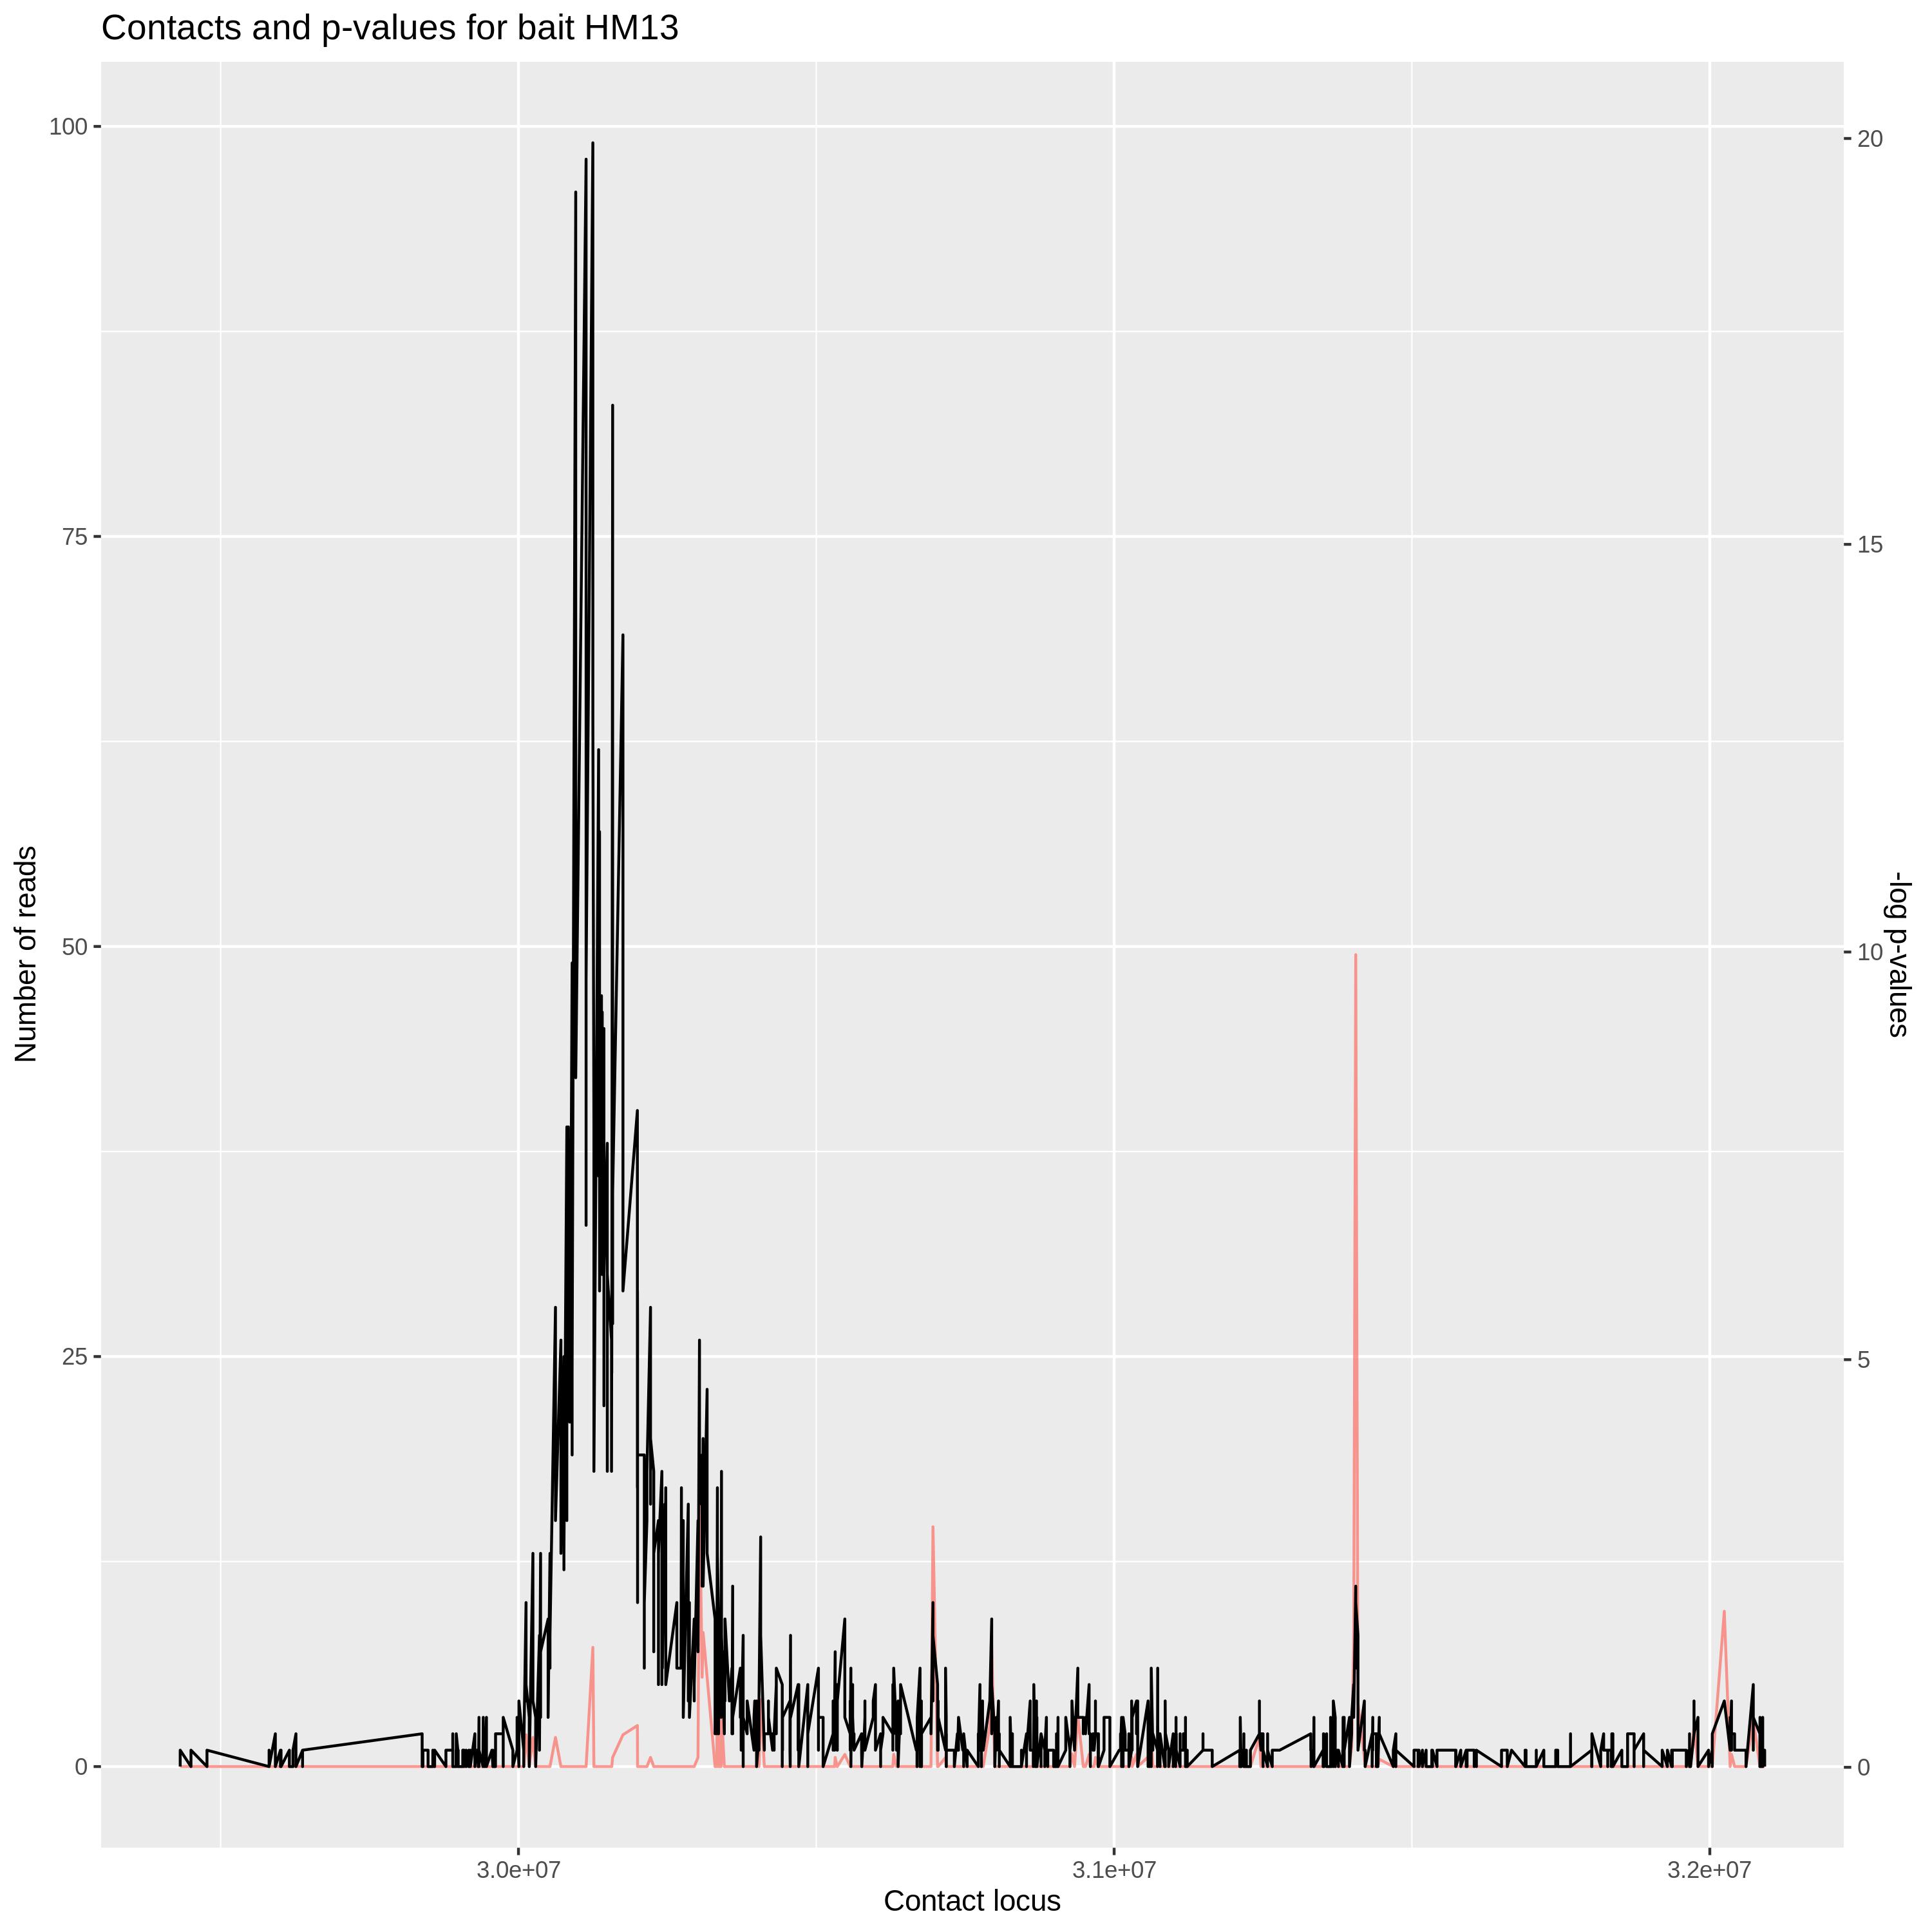 Contacts and p-values for bait HM13
100
75
50
25
0
20
15
10
5
0
Number of reads
-log p-values
3.0e+07 3.1e+07 3.2e+07
Contact locus